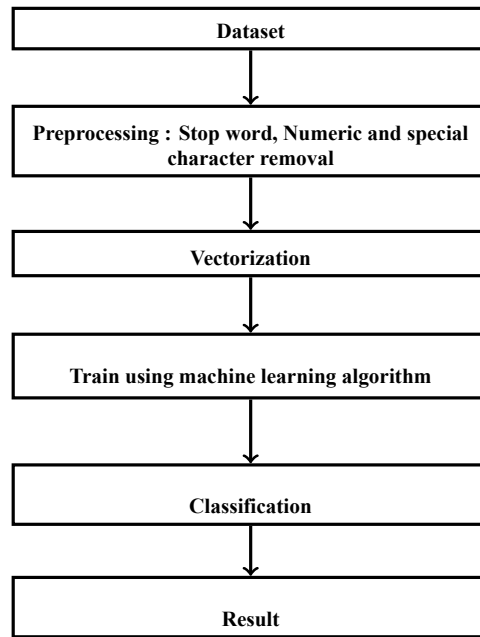 Dataset
Preprocessing : Stop word, Numeric and special
character removal
Vectorization
Train using machine learning algorithm
Classification
Result